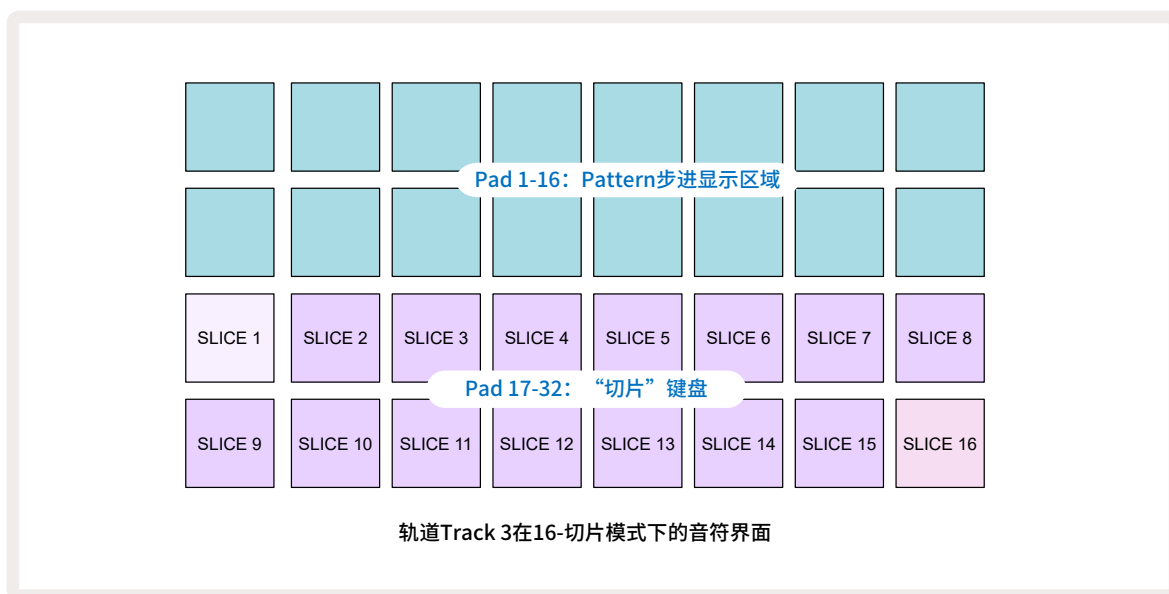 Pad 1-16：Pattern步进显示区域
SLICE 1 SLICE 2 SLICE 3 SLICE 4 SLICE 5 SLICE 6 SLICE 7 SLICE 8
Pad 17-32：“切片”键盘
SLICE 9 SLICE 10 SLICE 11 SLICE 12 SLICE 13 SLICE 14 SLICE 15 SLICE 16
轨道Track 3在16-切片模式下的音符界面